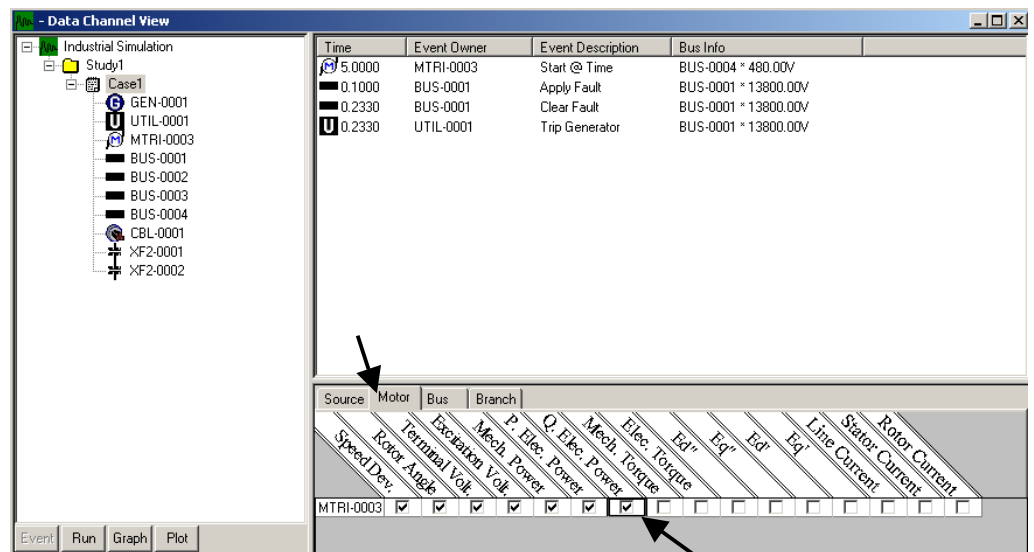 - Data Channel View
Industrial Simulation
Study1
Case1
GEN-0001
UTIL-0001
MTRI-0003
BUS-0001
BUS-0002
BUS-0003
BUS-0004
CBL-0001
XF2-0001
XF2-0002
Event Run Graph Plot
Time Event Owner Event Description Bus Info
5.0000 MTRI-0003 Start @ Time BUS-0004 * 480.00V
0.1000 BUS-0001 Apply Fault BUS-0001 * 13800.00V
0.2330 BUS-0001 Clear Fault BUS-0001 * 13800.00V
0.2330 UTIL-0001 Trip Generator BUS-0001 * 13800.00V
Source Motor Bus Branch
Speed Dev.
Rotor Angle
Terminal Volt.
Excitation Volt.
Mech. Power
P. Elec. Power
Q. Elec. Power
Mech. Torque
Elec. Torque
Ed''
Eq''
Ed'
Eq'
Line Current
Stator Current
Rotor Current
MTRI-0003